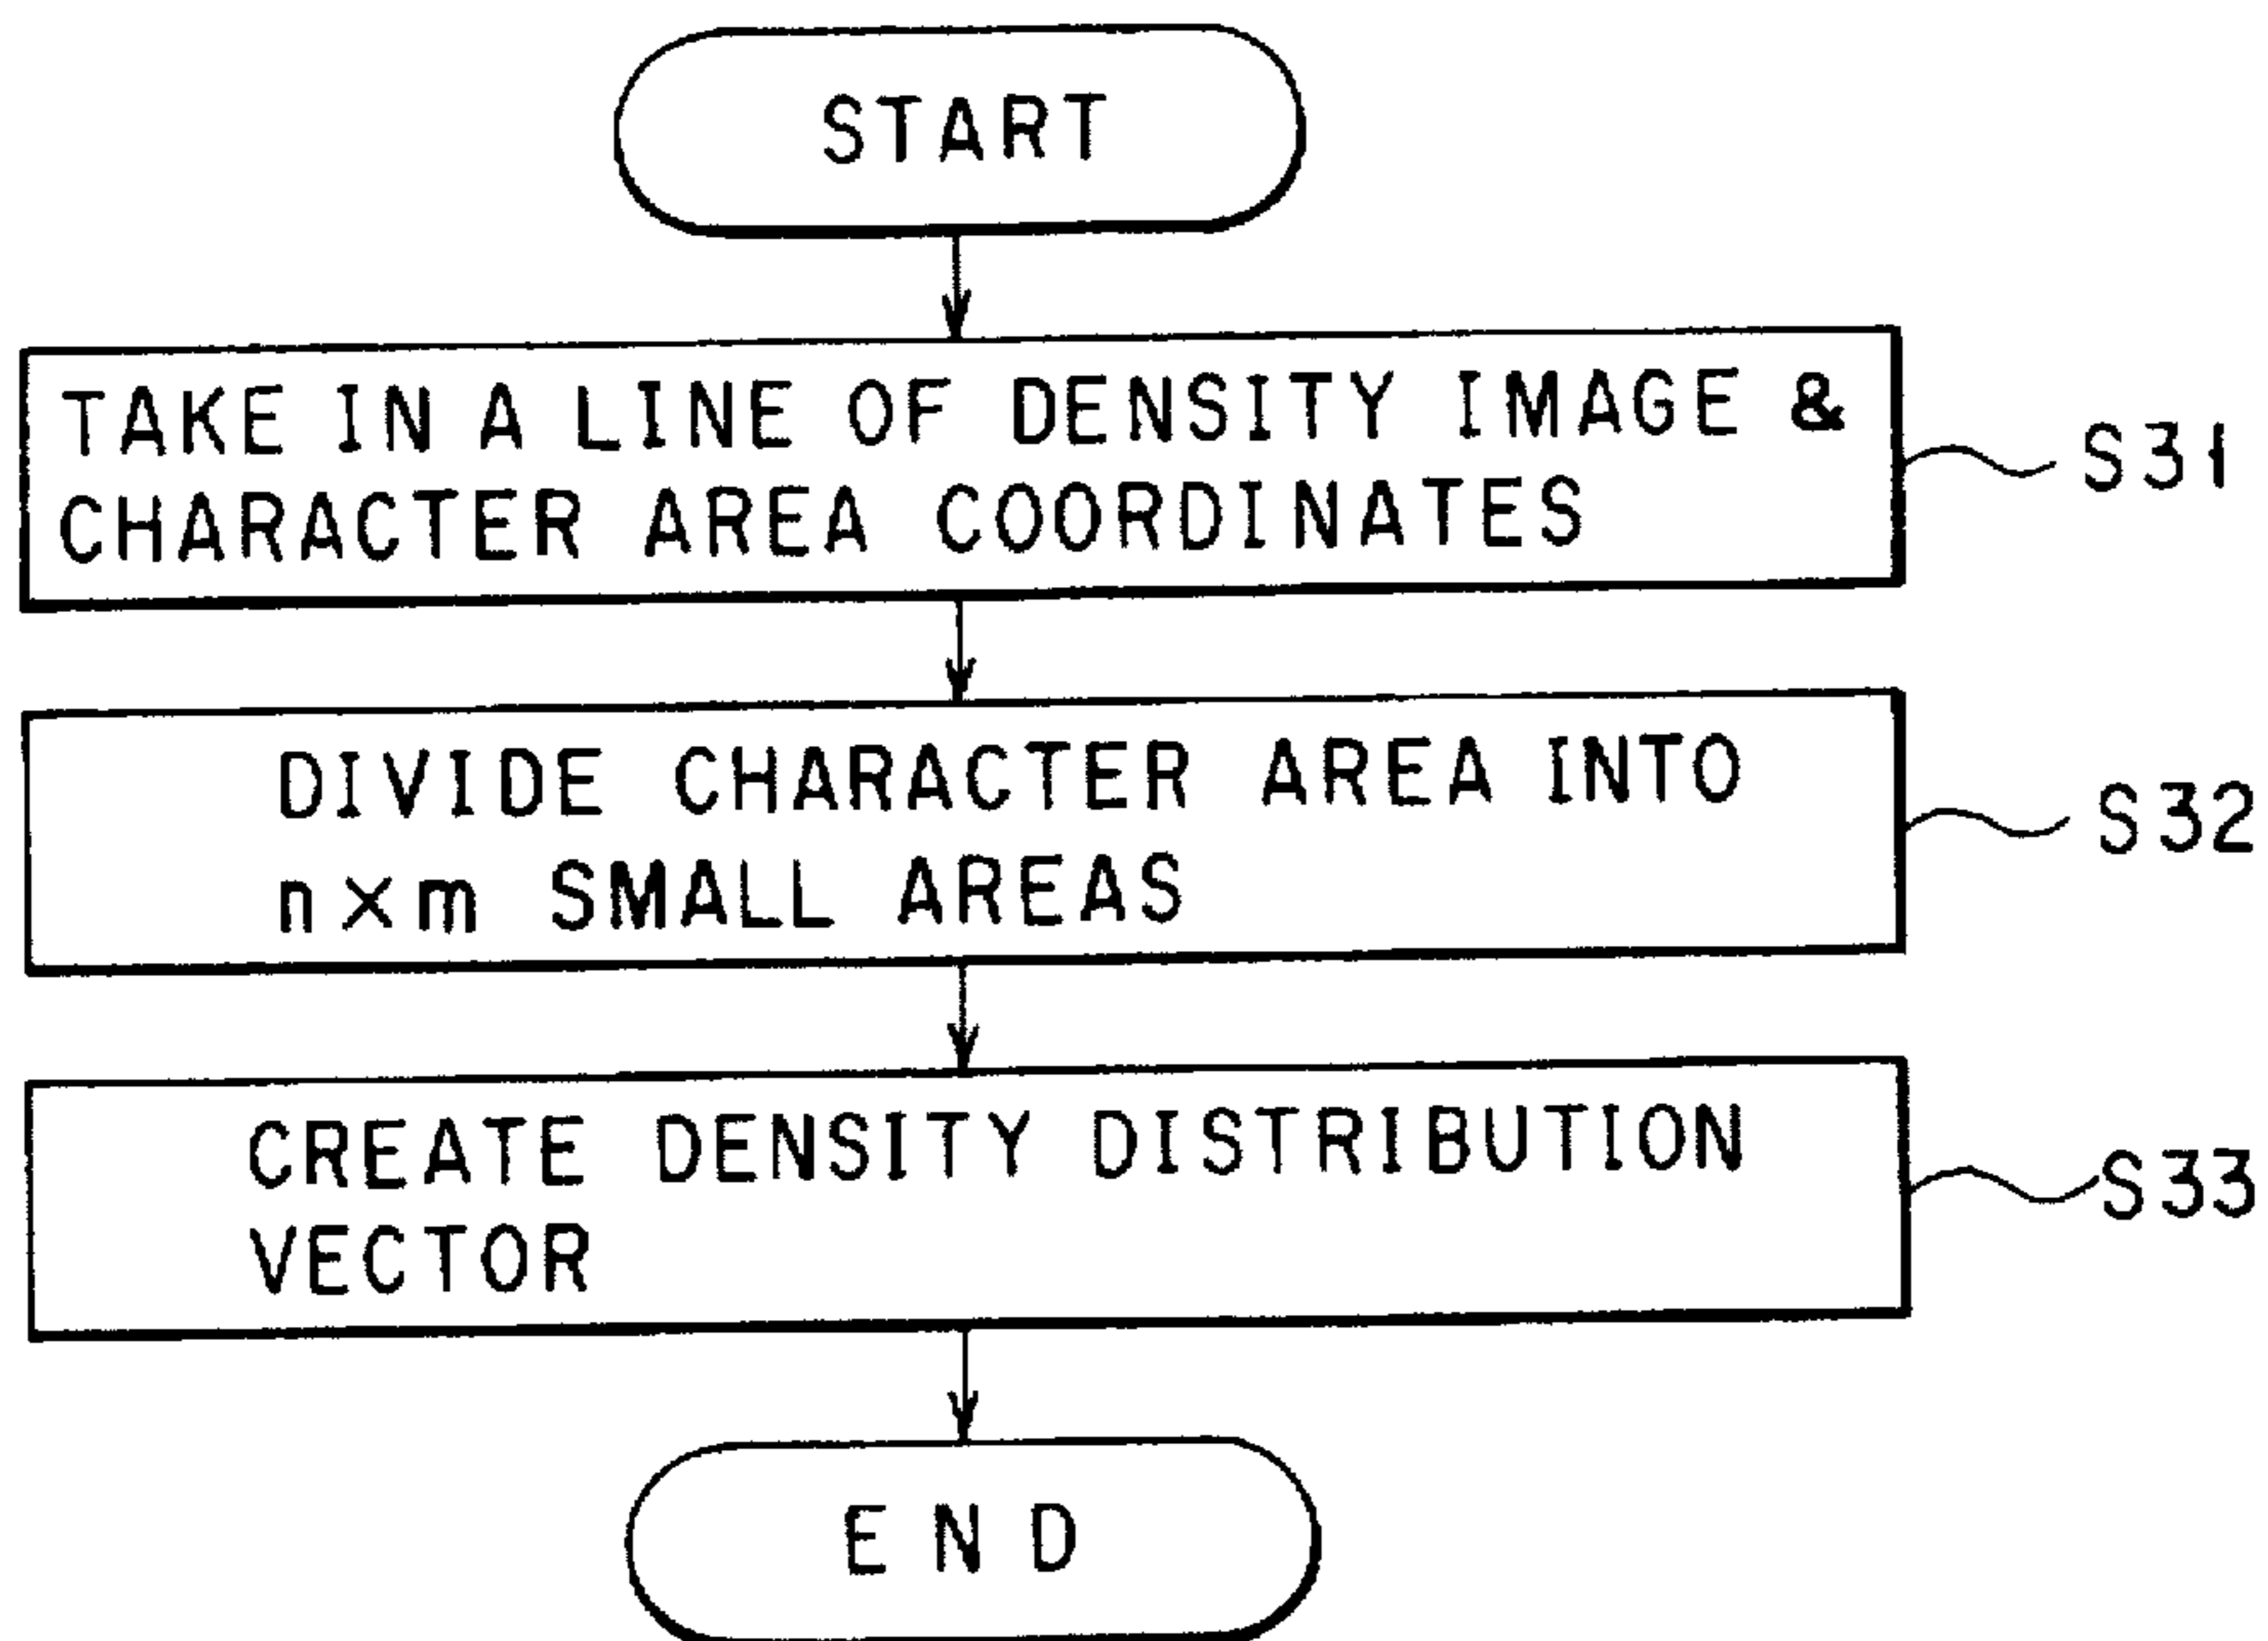 START
TAKE IN A LINE OF DENSITY IMAGE &
CHARACTER AREA COORDINATES
S31
DIVIDE CHARACTER AREA INTO
n×m SMALL AREAS
S32
CREATE DENSITY DISTRIBUTION
VECTOR
S33
END